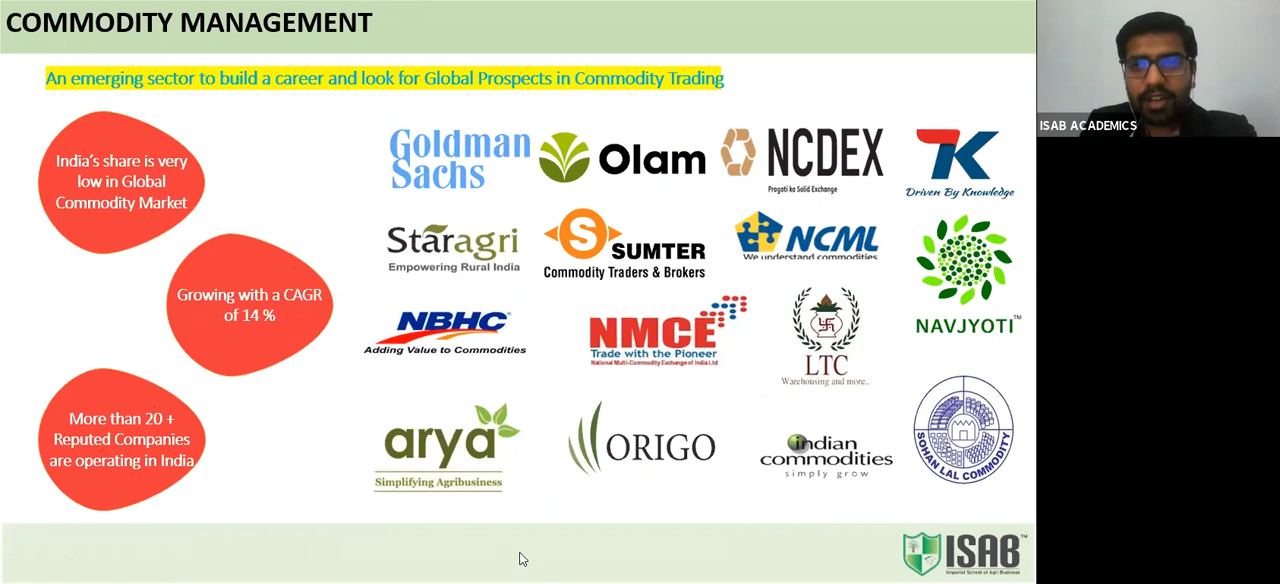 COMMODITY MANAGEMENT
An emerging sector to build a career and look for Global Prospects in Commodity Trading
ISAB ACADEMICS
India's share is very
low in Global
Commodity Market
Growing with a CAGR
of 14 %
More than 20 +
Reputed Companies
are operating in India
Goldman
Sachs
Olam
NCDEX
Pragati ka Solid Exchange
K
Driven By Knowledge
Staragri
Empowering Rural India
S
SUMTER
Commodity Traders & Brokers
NCML
We understand commodities
NAVJYOTI™
NBHC
Adding Value to Commodities
NMCE
Trade with the Pioneer
National Multi-Commodity Exchange of India Ltd
LTC
Warehousing and more..
arya
Simplifying Agribusiness
ORIGO
indian
commodities
simply grow
SOHAN LAL COMMODITY
ISAB™
Imperial School of Agri Business